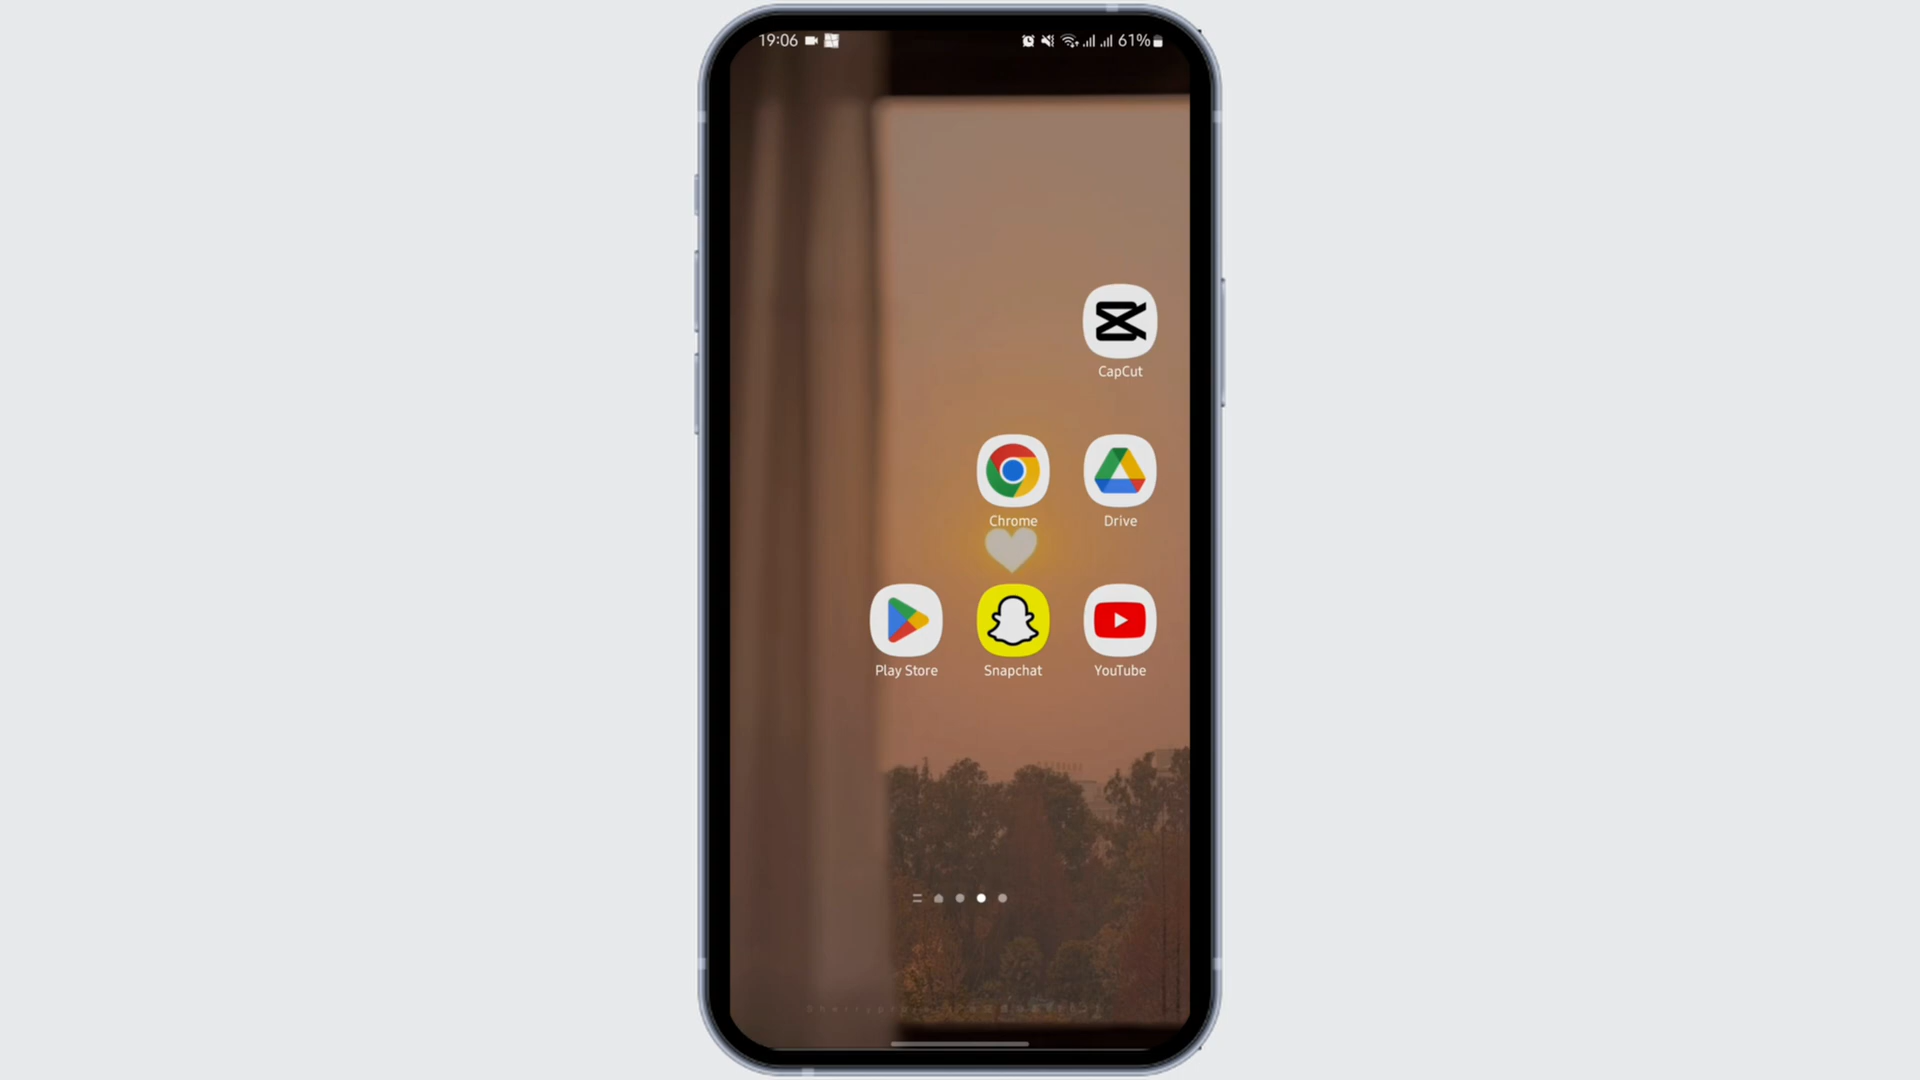 19:06
61%
CapCut
Chrome
Drive
Play Store
Snapchat
YouTube